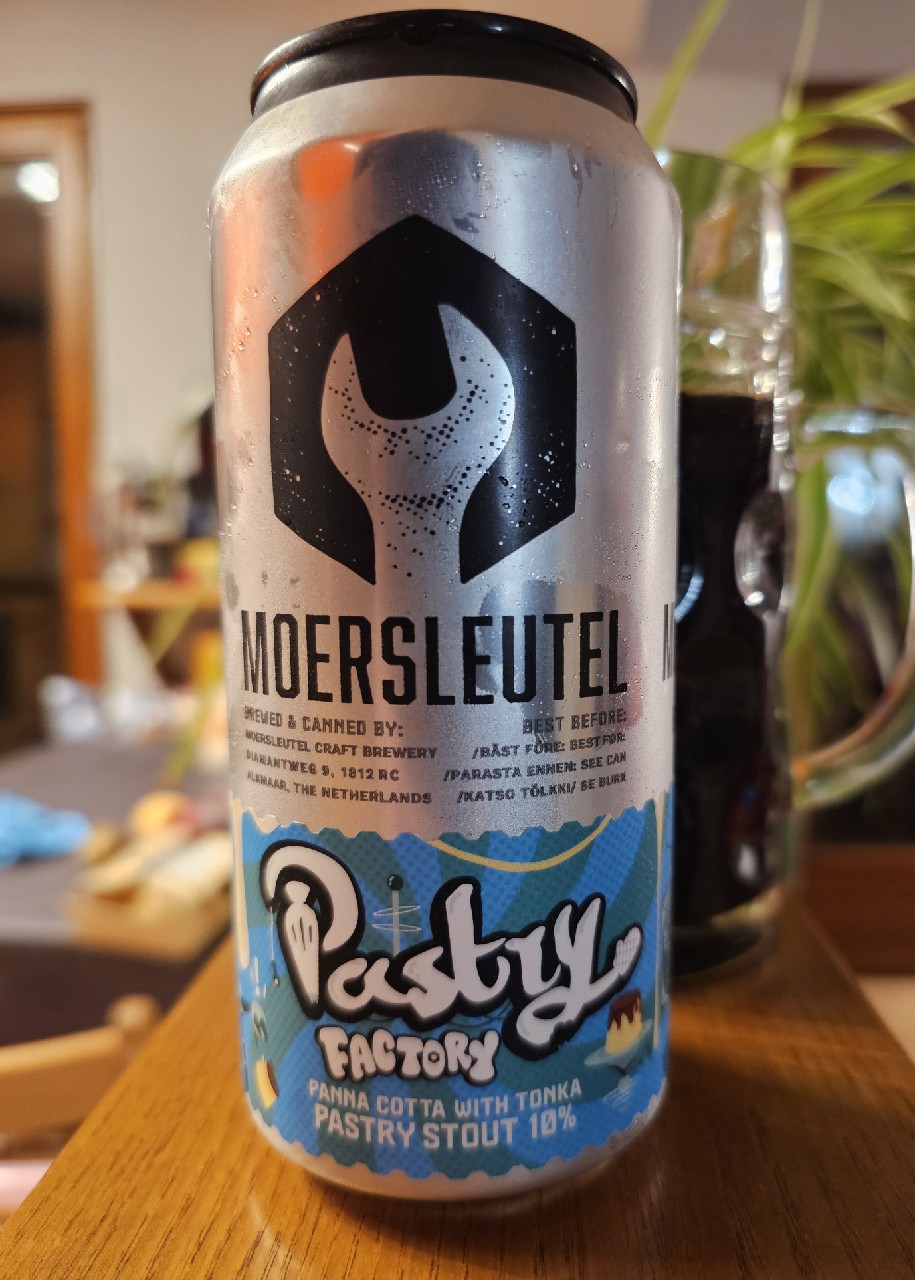 MOERSLEUTEL
BREWED & CANNED BY:
MOERSLEUTEL CRAFT BREWERY
DIAMANTWEG 9, 1812 RC
ALKMAAR, THE NETHERLANDS
BEST BEFORE:
/BÄST FÖRE: BEST FØR:
/PARASTA ENNEN: SEE CAN
/KATSO TÖLKKI/ SE BURK
Pastry
FACTORY
PANNA COTTA WITH TONKA
PASTRY STOUT 10%